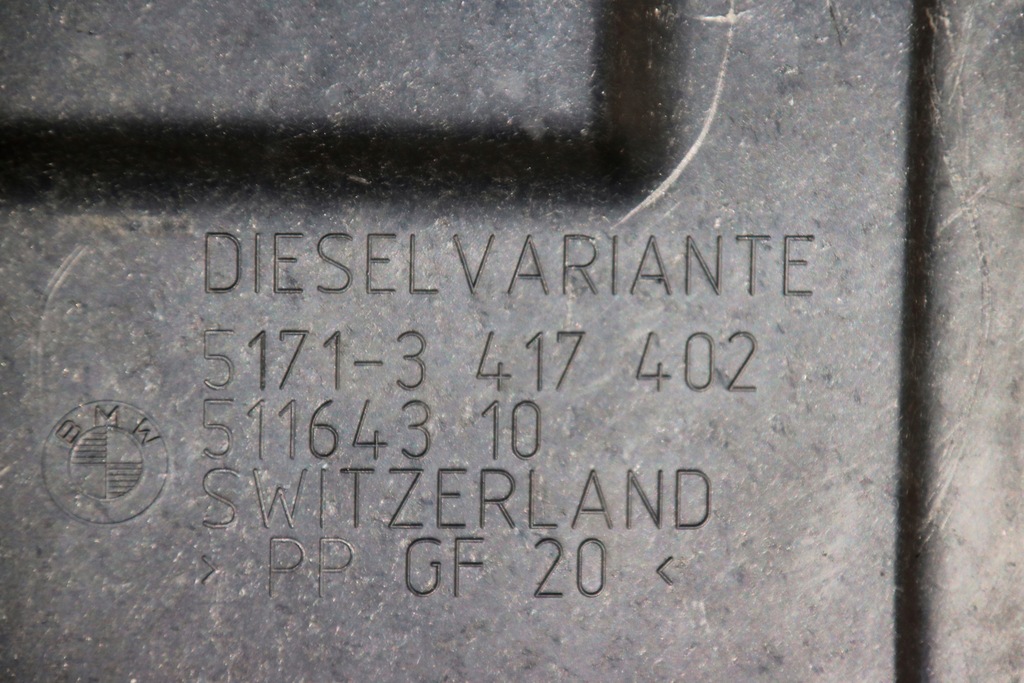 DIESELVARIANTE
5171-3 417 402
511643 10
BMW
SWITZERLAND
> PP GF 20 <